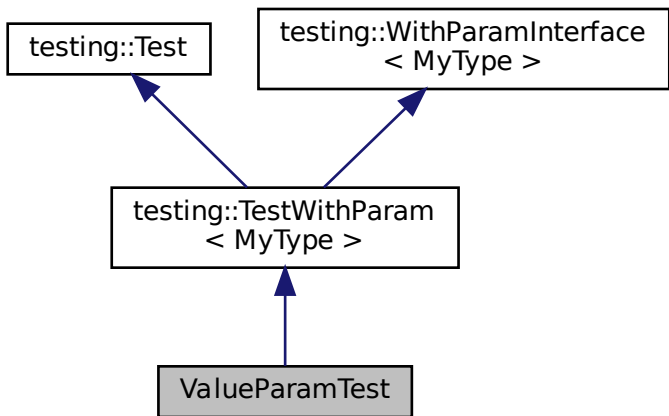 testing::Test
testing::WithParamInterface
< MyType >
testing::TestWithParam
< MyType >
ValueParamTest